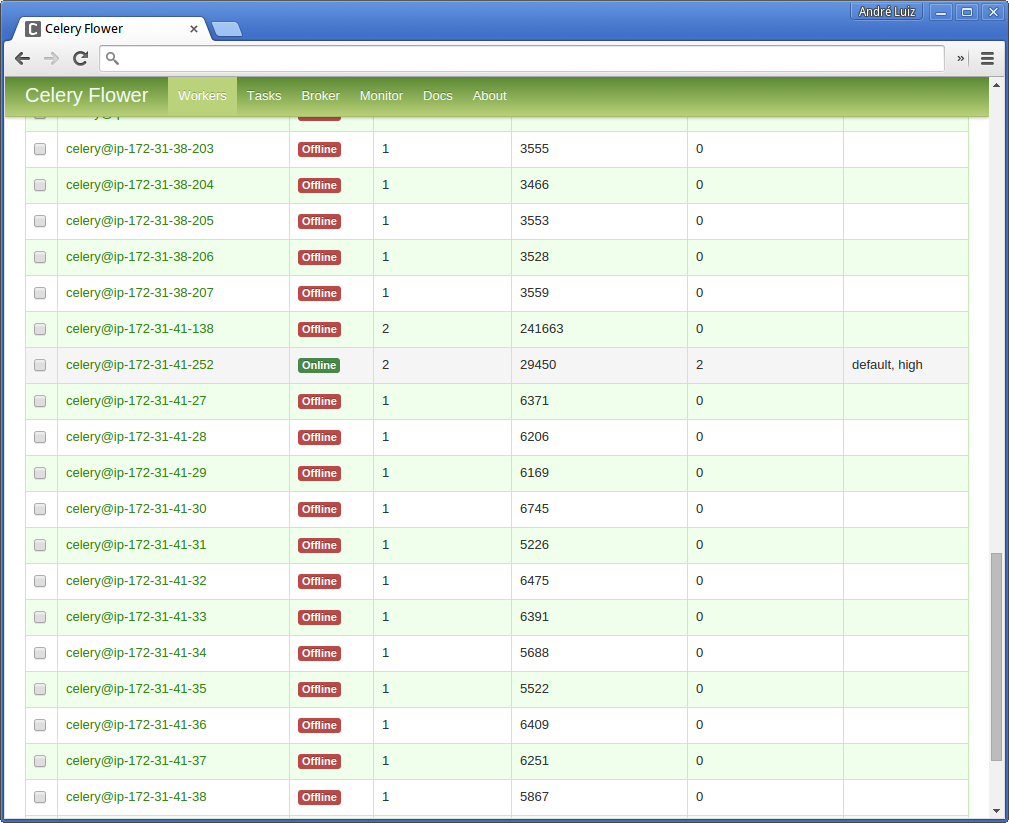 André Luiz
C Celery Flower
»
Celery Flower Workers Tasks Broker Monitor Docs About
celery@ip-172-31-38-203 Offline 1 3555 0
celery@ip-172-31-38-204 Offline 1 3466 0
celery@ip-172-31-38-205 Offline 1 3553 0
celery@ip-172-31-38-206 Offline 1 3528 0
celery@ip-172-31-38-207 Offline 1 3559 0
celery@ip-172-31-41-138 Offline 2 241663 0
celery@ip-172-31-41-252 Online 2 29450 2 default, high
celery@ip-172-31-41-27 Offline 1 6371 0
celery@ip-172-31-41-28 Offline 1 6206 0
celery@ip-172-31-41-29 Offline 1 6169 0
celery@ip-172-31-41-30 Offline 1 6745 0
celery@ip-172-31-41-31 Offline 1 5226 0
celery@ip-172-31-41-32 Offline 1 6475 0
celery@ip-172-31-41-33 Offline 1 6391 0
celery@ip-172-31-41-34 Offline 1 5688 0
celery@ip-172-31-41-35 Offline 1 5522 0
celery@ip-172-31-41-36 Offline 1 6409 0
celery@ip-172-31-41-37 Offline 1 6251 0
celery@ip-172-31-41-38 Offline 1 5867 0